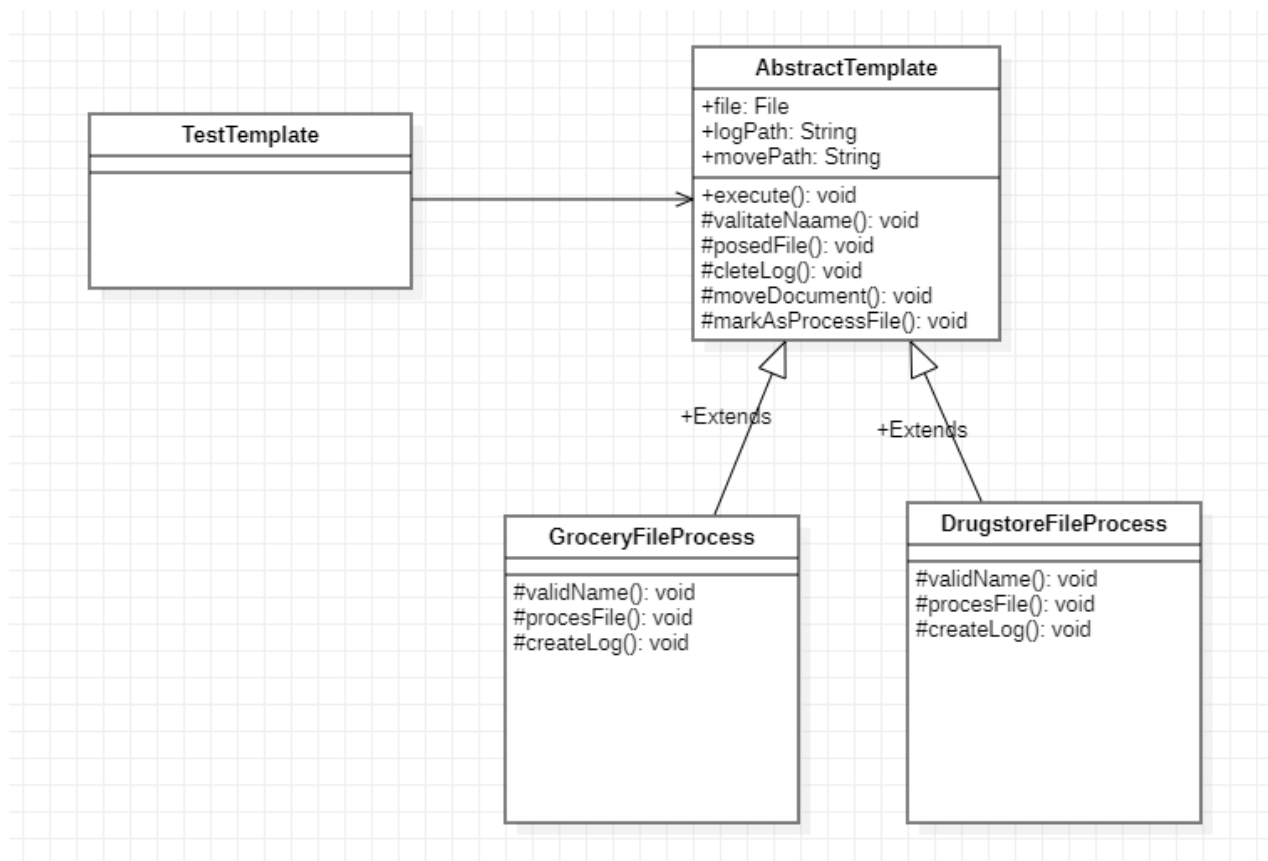 TestTemplate
AbstractTemplate
+file: File
+logPath: String
+movePath: String
+execute(): void
#valitateNaame(): void
#posedFile(): void
#cleteLog(): void
#moveDocument(): void
#markAsProcessFile(): void
+Extends
+Extends
GroceryFileProcess
#validName(): void
#procesFile(): void
#createLog(): void
DrugstoreFileProcess
#validName(): void
#procesFile(): void
#createLog(): void